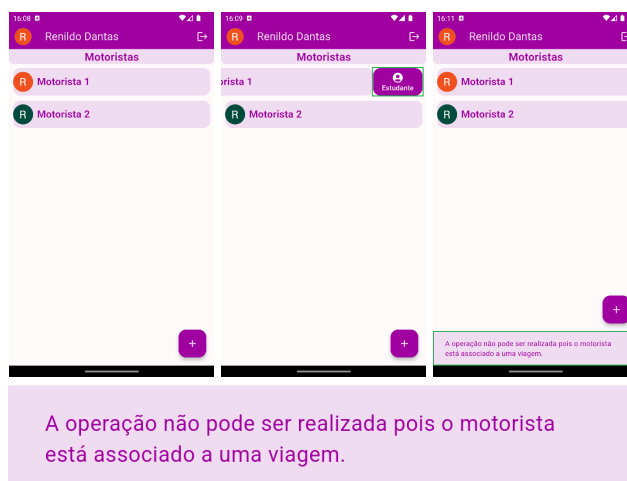 16:08
R Renildo Dantas
Motoristas
R Motorista 1
R Motorista 2
+
16:09
R Renildo Dantas
Motoristas
orista 1
Estudante
R Motorista 2
+
16:11
R Renildo Dantas
Motoristas
R Motorista 1
R Motorista 2
+
A operação não pode ser realizada pois o motorista
está associado a uma viagem.
A operação não pode ser realizada pois o motorista
está associado a uma viagem.